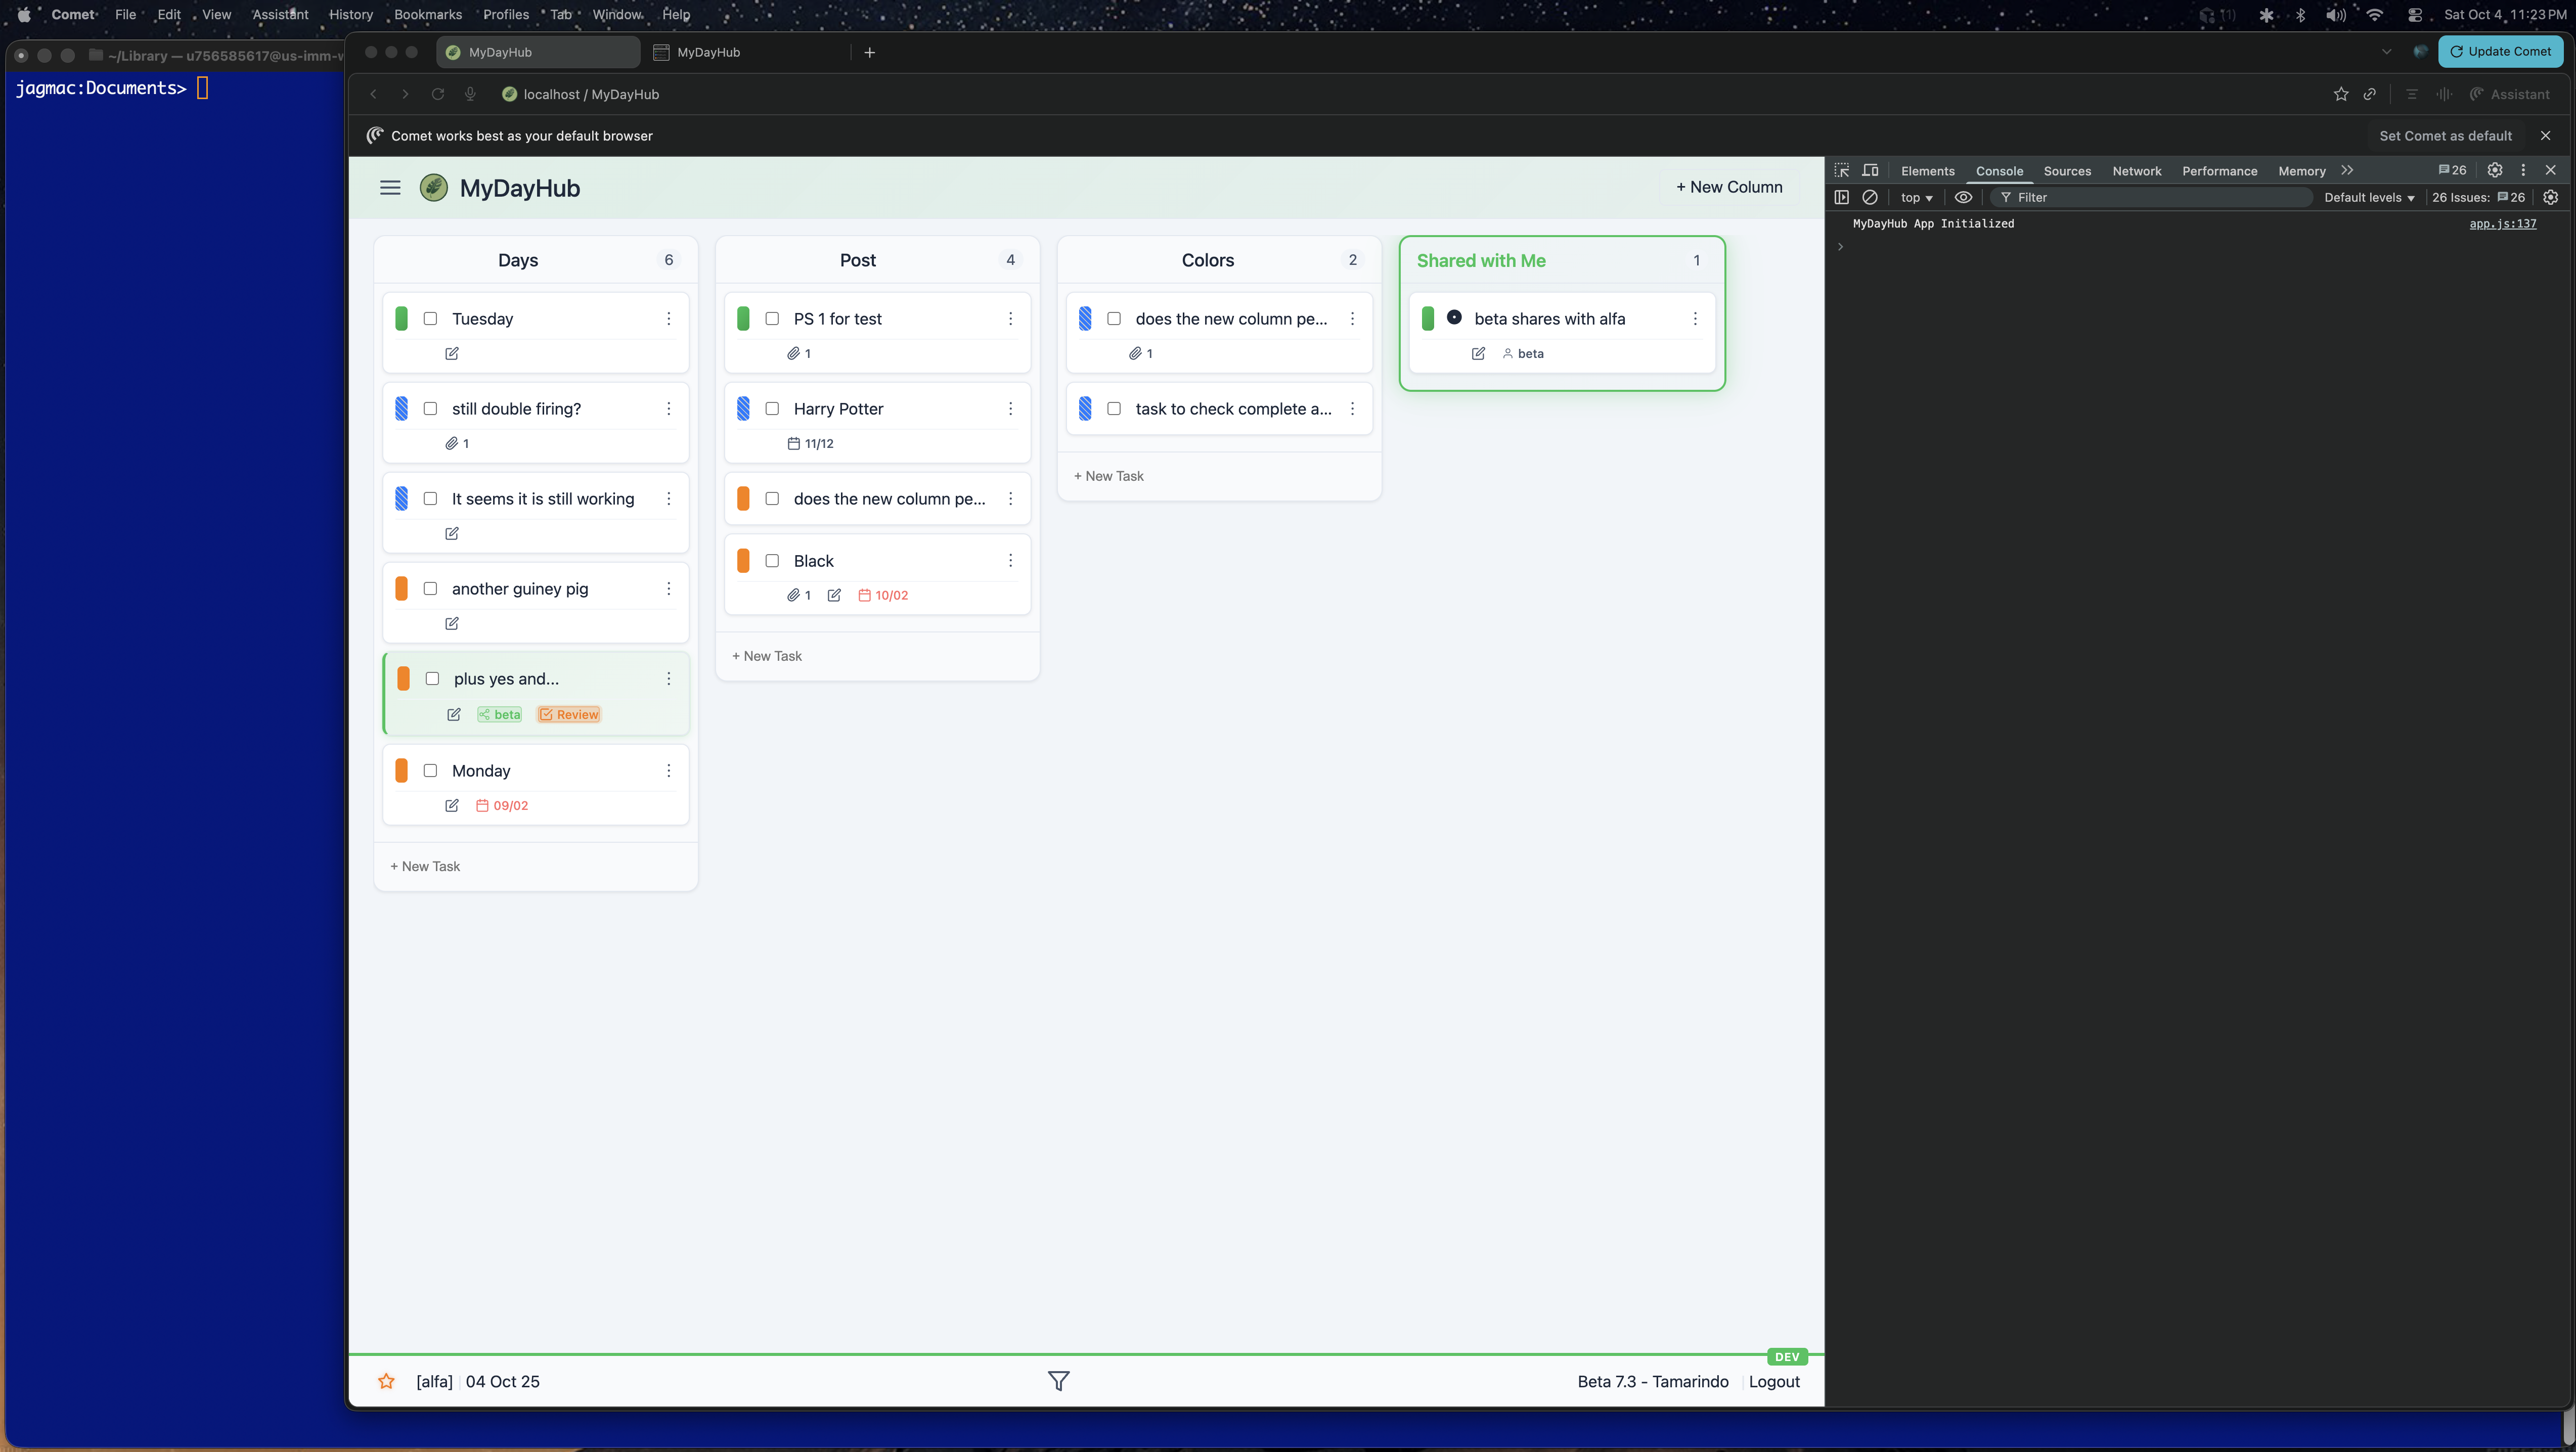 Comet File Edit View Assistant History Bookmarks Profiles Tab Window Help
(1) Sat Oct 4 11:23 PM
~/Library — u756585617@us-imm-w
jagmac:Documents>
MyDayHub
MyDayHub
Update Comet
localhost / MyDayHub
Assistant
Comet works best as your default browser
Set Comet as default
MyDayHub
+ New Column
Days 6
Tuesday
still double firing?
1
It seems it is still working
another guiney pig
plus yes and...
beta Review
Monday
09/02
+ New Task
Post 4
PS 1 for test
1
Harry Potter
11/12
does the new column pe...
Black
1 10/02
+ New Task
Colors 2
does the new column pe...
1
task to check complete a...
+ New Task
Shared with Me 1
beta shares with alfa
beta
Elements Console Sources Network Performance Memory 26
top Filter Default levels 26 Issues: 26
MyDayHub App Initialized app.js:137
DEV
[alfa] 04 Oct 25
Beta 7.3 - Tamarindo Logout